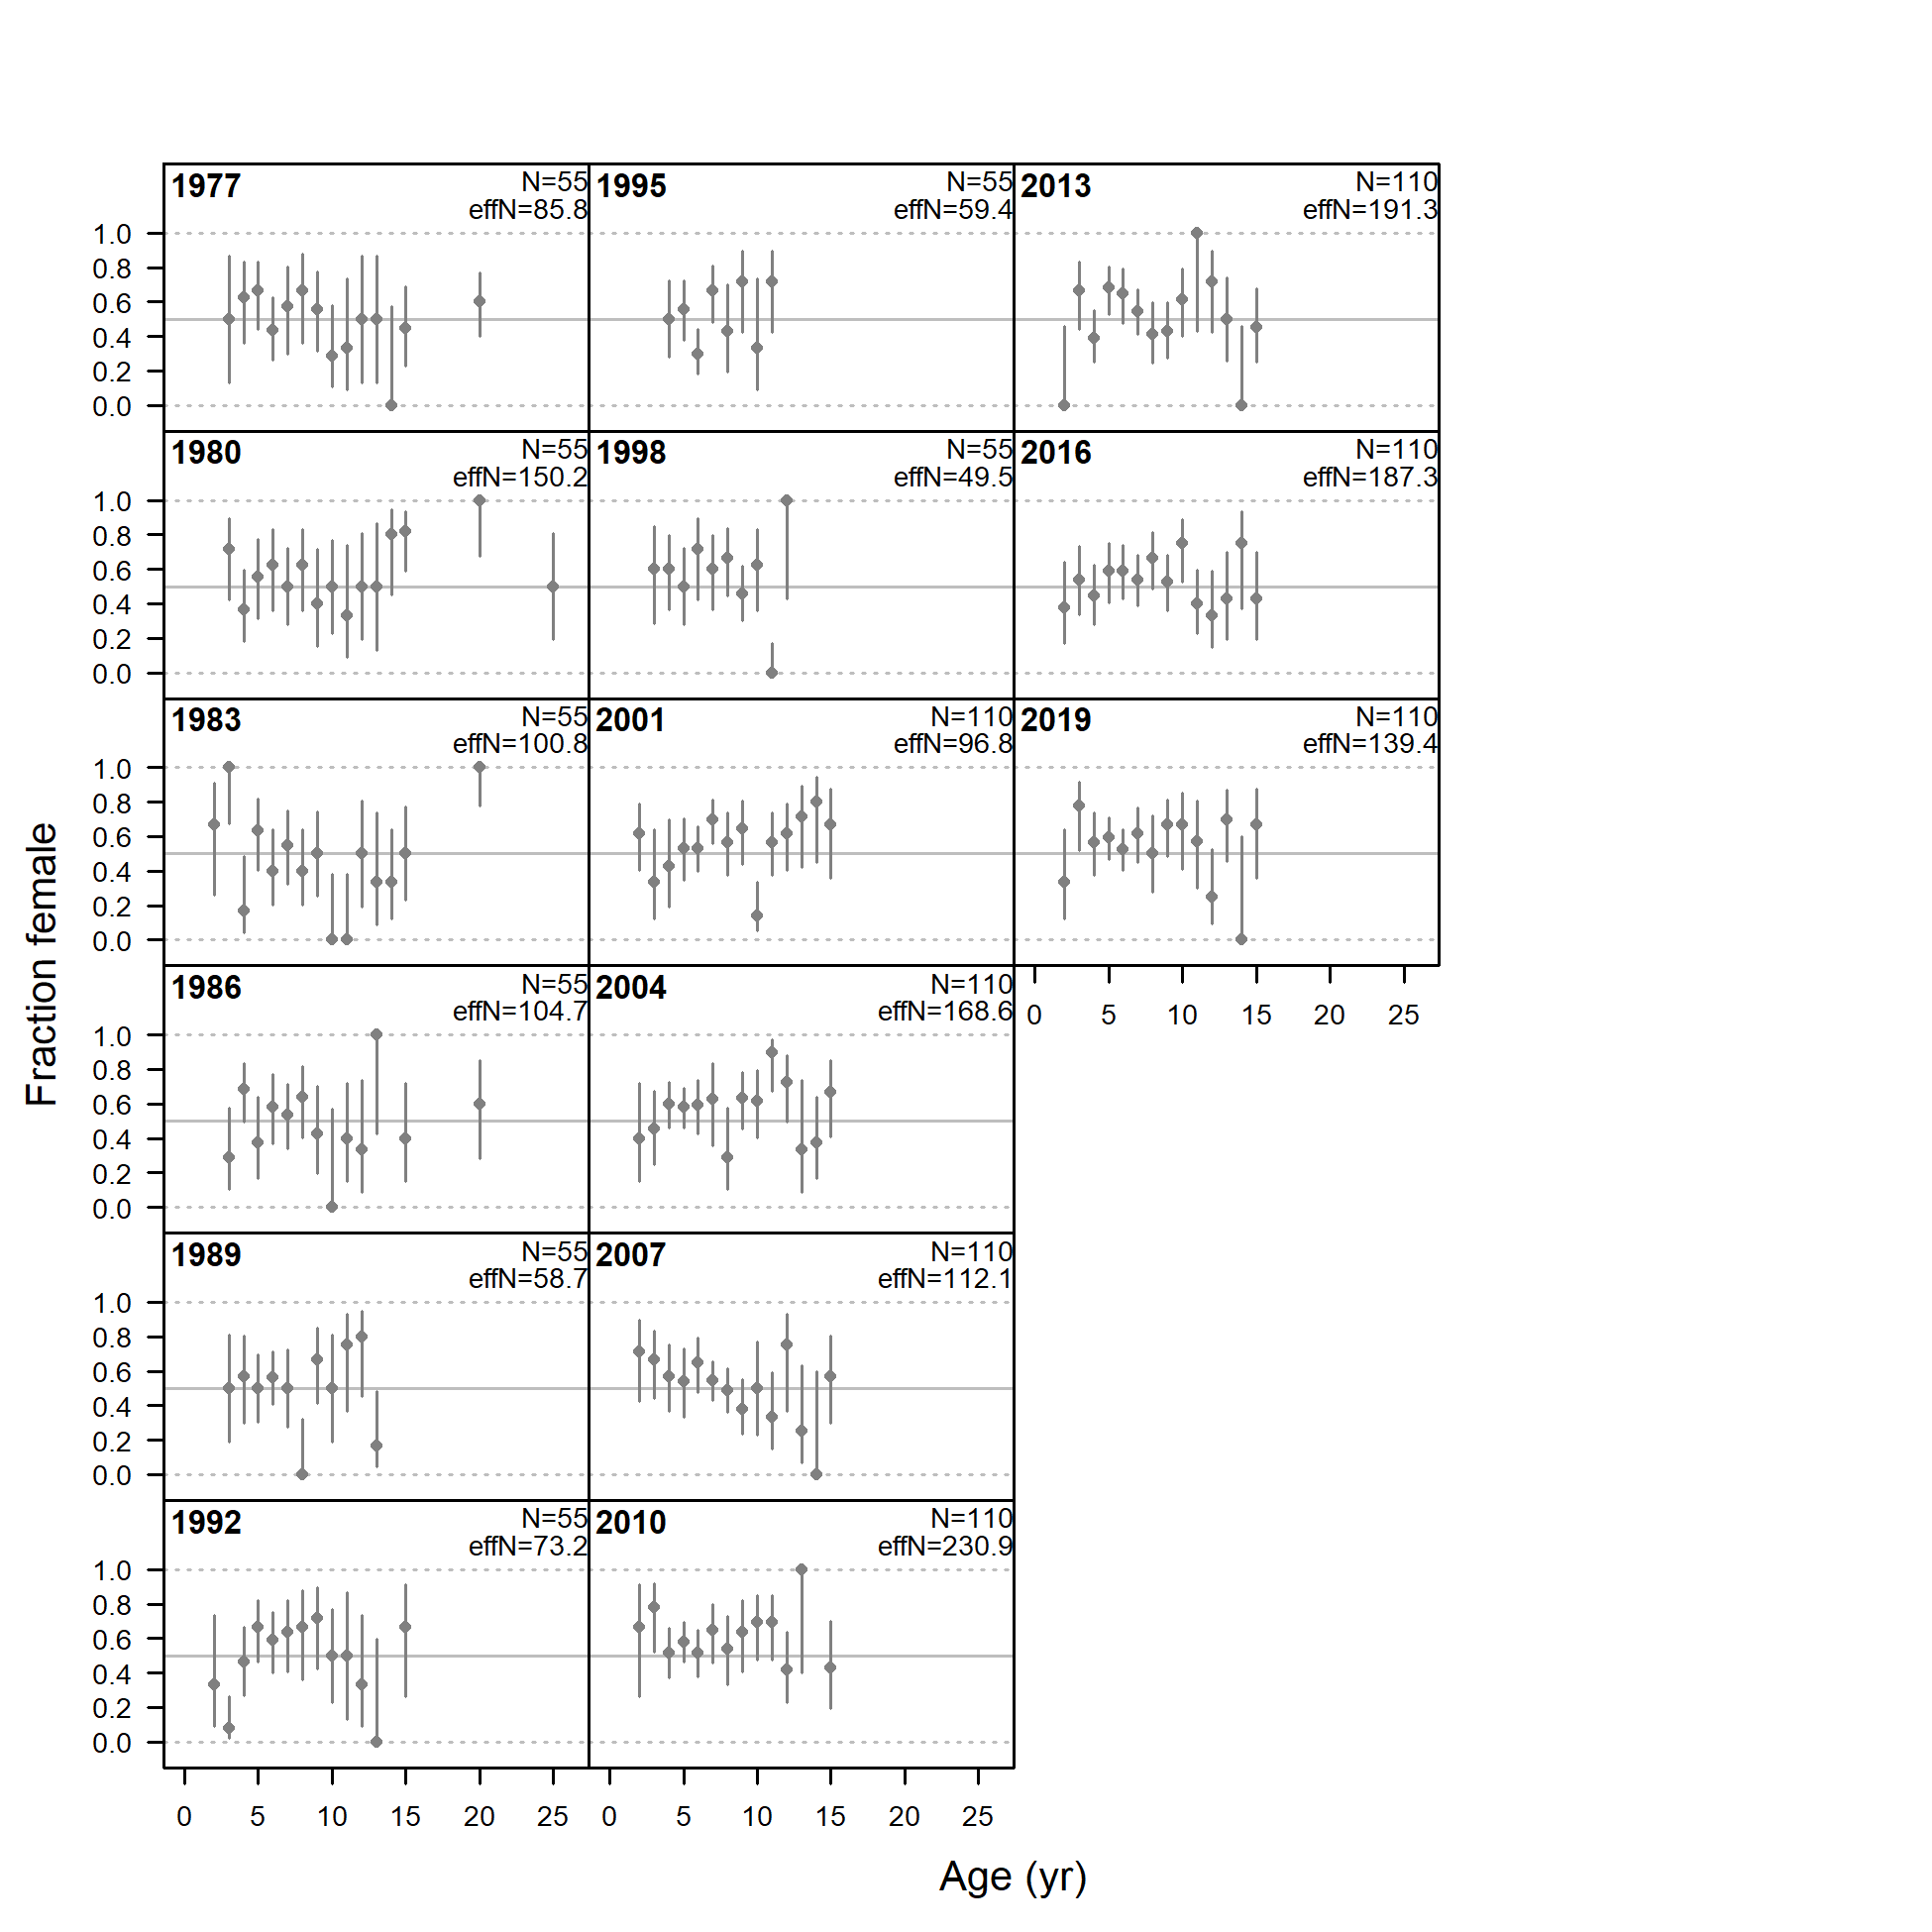 1977
N=55
effN=85.8
1995
N=55
effN=59.4
2013
N=110
effN=191.3
1.0
0.8
0.6
0.4
0.2
0.0
1980
N=55
effN=150.2
1998
N=55
effN=49.5
2016
N=110
effN=187.3
1.0
0.8
0.6
0.4
0.2
0.0
1983
N=55
effN=100.8
2001
N=110
effN=96.8
2019
N=110
effN=139.4
1.0
0.8
0.6
0.4
0.2
0.0
0 5 10 15 20 25
1986
N=55
effN=104.7
2004
N=110
effN=168.6
1.0
0.8
0.6
0.4
0.2
0.0
1989
N=55
effN=58.7
2007
N=110
effN=112.1
1.0
0.8
0.6
0.4
0.2
0.0
1992
N=55
effN=73.2
2010
N=110
effN=230.9
1.0
0.8
0.6
0.4
0.2
0.0
0 5 10 15 20 25 0 5 10 15 20 25
Fraction female
Age (yr)